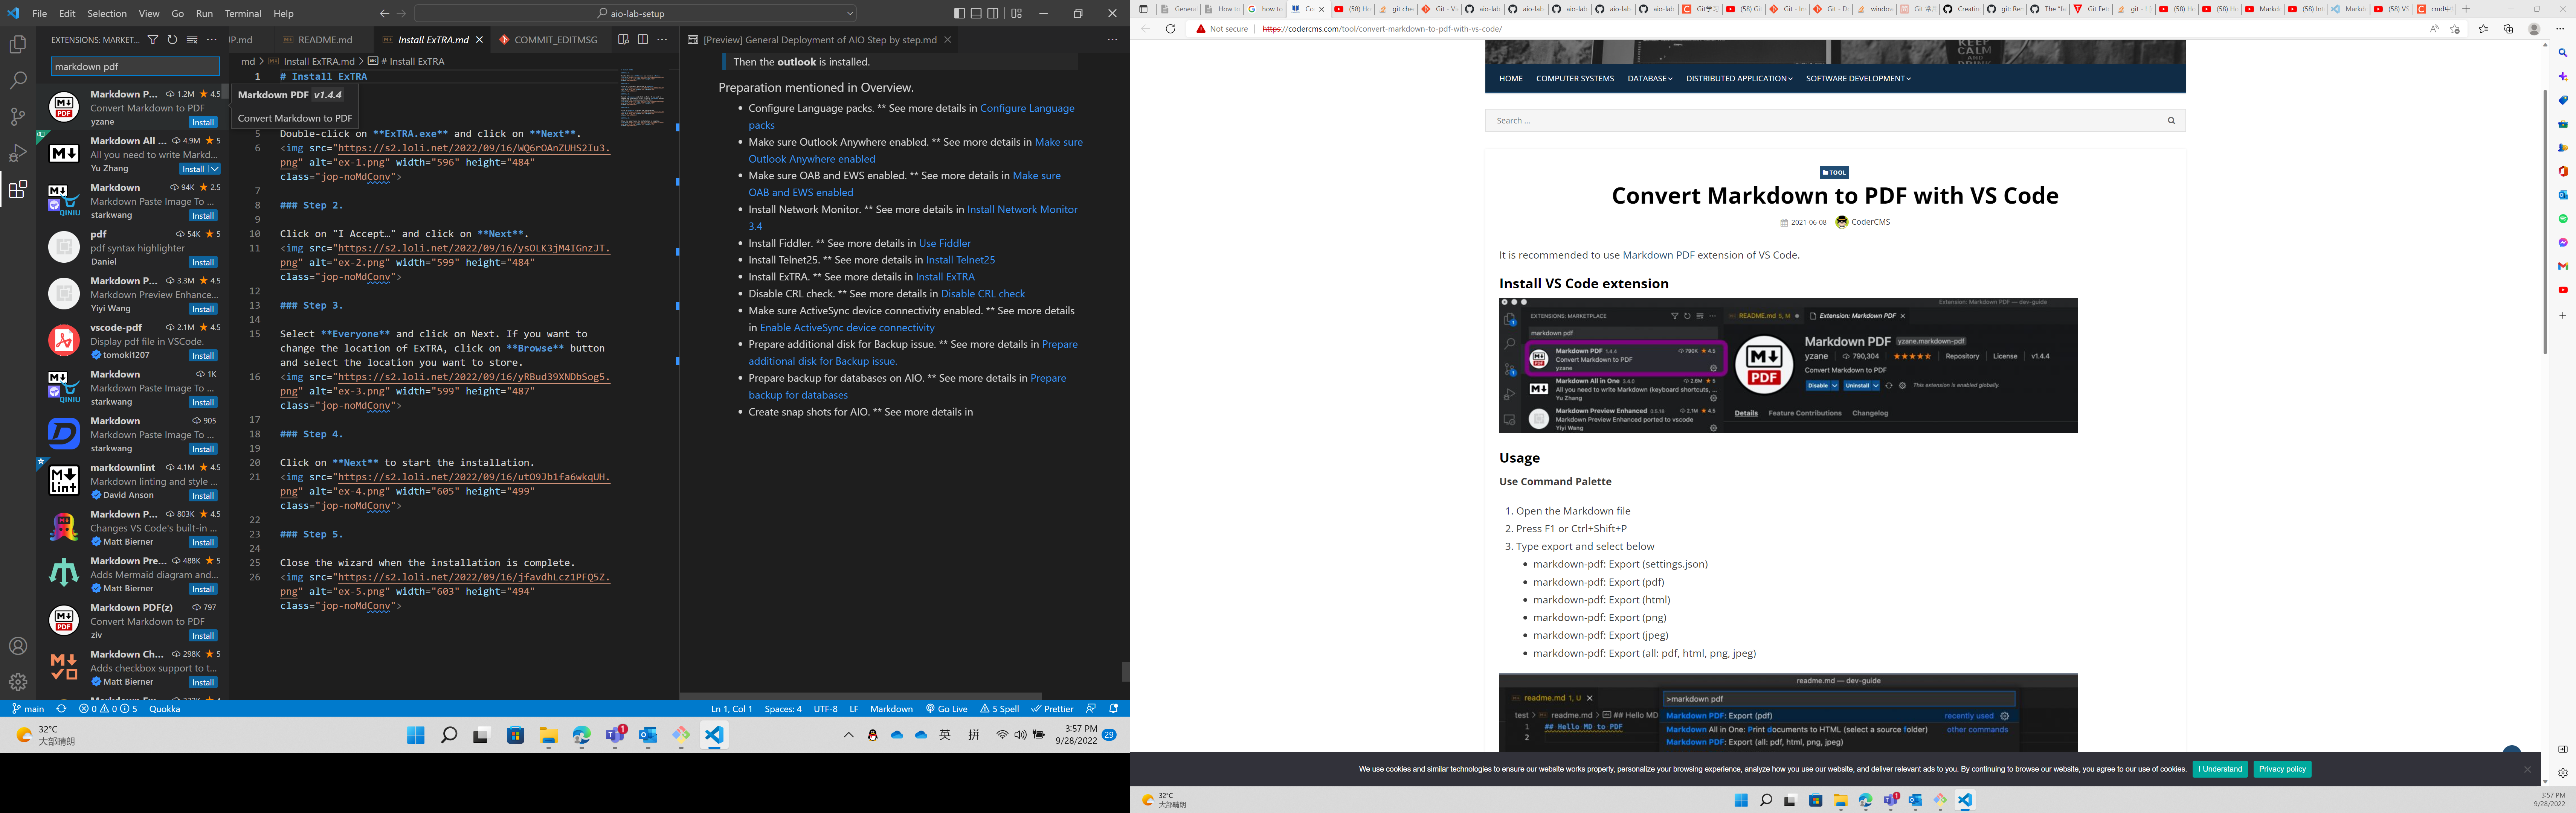 File Edit Selection View Go Run Terminal Help
aio-lab-setup
EXTENSIONS: MARKET...
markdown pdf
Markdown P... 1.2M 4.5
Convert Markdown to PDF
yzane Install
Markdown All ... 4.9M 5
All you need to write Markd...
Yu Zhang Install
Markdown 94K 2.5
Markdown Paste Image To ...
starkwang Install
pdf 54K 5
pdf syntax highlighter
Daniel Install
Markdown P... 3.3M 4.5
Markdown Preview Enhance...
Yiyi Wang Install
vscode-pdf 2.1M 4.5
Display pdf file in VSCode.
tomoki1207 Install
Markdown 1K
Markdown Paste Image To ...
starkwang Install
Markdown 905
Markdown Paste Image To ...
starkwang Install
markdownlint 4.1M 4.5
Markdown linting and style ...
David Anson Install
Markdown P... 803K 4.5
Changes VS Code's built-in ...
Matt Bierner Install
Markdown Pre... 488K 5
Adds Mermaid diagram and...
Matt Bierner Install
Markdown PDF(z) 797
Convert Markdown to PDF
ziv Install
Markdown Ch... 298K 5
Adds checkbox support to t...
Matt Bierner Install
Markdown PDF v1.4.4
Convert Markdown to PDF
IP.md README.md Install ExTRA.md COMMIT_EDITMSG
md > Install ExTRA.md > # Install ExTRA
1 # Install ExTRA
5 Double-click on **ExTRA.exe** and click on **Next**.
6 <img src="https://s2.loli.net/2022/09/16/WQ6rOAnZUHS2Iu3.
png" alt="ex-1.png" width="596" height="484"
class="jop-noMdConv">
7
8 ### Step 2.
9
10 Click on "I Accept…" and click on **Next**.
11 <img src="https://s2.loli.net/2022/09/16/ysOLK3jM4IGnzJT.
png" alt="ex-2.png" width="599" height="484"
class="jop-noMdConv">
12
13 ### Step 3.
14
15 Select **Everyone** and click on Next. If you want to
change the location of ExTRA, click on **Browse** button
and select the location you want to store.
16 <img src="https://s2.loli.net/2022/09/16/yRBud39XNDbSog5.
png" alt="ex-3.png" width="599" height="487"
class="jop-noMdConv">
17
18 ### Step 4.
19
20 Click on **Next** to start the installation.
21 <img src="https://s2.loli.net/2022/09/16/utO9Jb1fa6wkqUH.
png" alt="ex-4.png" width="605" height="499"
class="jop-noMdConv">
22
23 ### Step 5.
24
25 Close the wizard when the installation is complete.
26 <img src="https://s2.loli.net/2022/09/16/jfavdhLcz1PFQ5Z.
png" alt="ex-5.png" width="603" height="494"
class="jop-noMdConv">
[Preview] General Deployment of AIO Step by step.md
Then the outlook is installed.
Preparation mentioned in Overview.
• Configure Language packs. ** See more details in Configure Language
packs
• Make sure Outlook Anywhere enabled. ** See more details in Make sure
Outlook Anywhere enabled
• Make sure OAB and EWS enabled. ** See more details in Make sure
OAB and EWS enabled
• Install Network Monitor. ** See more details in Install Network Monitor
3.4
• Install Fiddler. ** See more details in Use Fiddler
• Install Telnet25. ** See more details in Install Telnet25
• Install ExTRA. ** See more details in Install ExTRA
• Disable CRL check. ** See more details in Disable CRL check
• Make sure ActiveSync device connectivity enabled. ** See more details
in Enable ActiveSync device connectivity
• Prepare additional disk for Backup issue. ** See more details in Prepare
additional disk for Backup issue.
• Prepare backup for databases on AIO. ** See more details in Prepare
backup for databases
• Create snap shots for AIO. ** See more details in
main 0 0 5 Quokka
Ln 1, Col 1 Spaces: 4 UTF-8 LF Markdown Go Live 5 Spell Prettier
32°C
大部晴朗
英 拼
3:57 PM
9/28/2022 29
Not secure https://codercms.com/tool/convert-markdown-to-pdf-with-vs-code/
KEEP
CALM
HOME COMPUTER SYSTEMS DATABASE DISTRIBUTED APPLICATION SOFTWARE DEVELOPMENT
Search ...
TOOL
Convert Markdown to PDF with VS Code
2021-06-08 CoderCMS
It is recommended to use Markdown PDF extension of VS Code.
Install VS Code extension
Extension: Markdown PDF — dev-guide
EXTENSIONS: MARKETPLACE
markdown pdf
Markdown PDF 1.4.4 790K 4.5
Convert Markdown to PDF
yzane
Markdown All in One 3.4.0 2.6M 5
All you need to write Markdown (keyboard shortcuts, ...
Yu Zhang
Markdown Preview Enhanced 0.5.18 2.1M 4.5
Markdown Preview Enhanced ported to vscode
Yiyi Wang
README.md 5, M Extension: Markdown PDF
Markdown PDF yzane.markdown-pdf
yzane 790,304 Repository License v1.4.4
Convert Markdown to PDF
Disable Uninstall This extension is enabled globally.
Details Feature Contributions Changelog
Usage
Use Command Palette
1. Open the Markdown file
2. Press F1 or Ctrl+Shift+P
3. Type export and select below
• markdown-pdf: Export (settings.json)
• markdown-pdf: Export (pdf)
• markdown-pdf: Export (html)
• markdown-pdf: Export (png)
• markdown-pdf: Export (jpeg)
• markdown-pdf: Export (all: pdf, html, png, jpeg)
readme.md — dev-guide
readme.md 1, U
>markdown pdf
test > readme.md > ## Hello MD
1 ## Hello MD to PDF
2
Markdown PDF: Export (pdf) recently used
Markdown All in One: Print documents to HTML (select a source folder) other commands
Markdown PDF: Export (all: pdf, html, png, jpeg)
We use cookies and similar technologies to ensure our website works properly, personalize your browsing experience, analyze how you use our website, and deliver relevant ads to you. By continuing to browse our website, you agree to our use of cookies. I Understand Privacy policy
32°C
大部晴朗
3:57 PM
9/28/2022